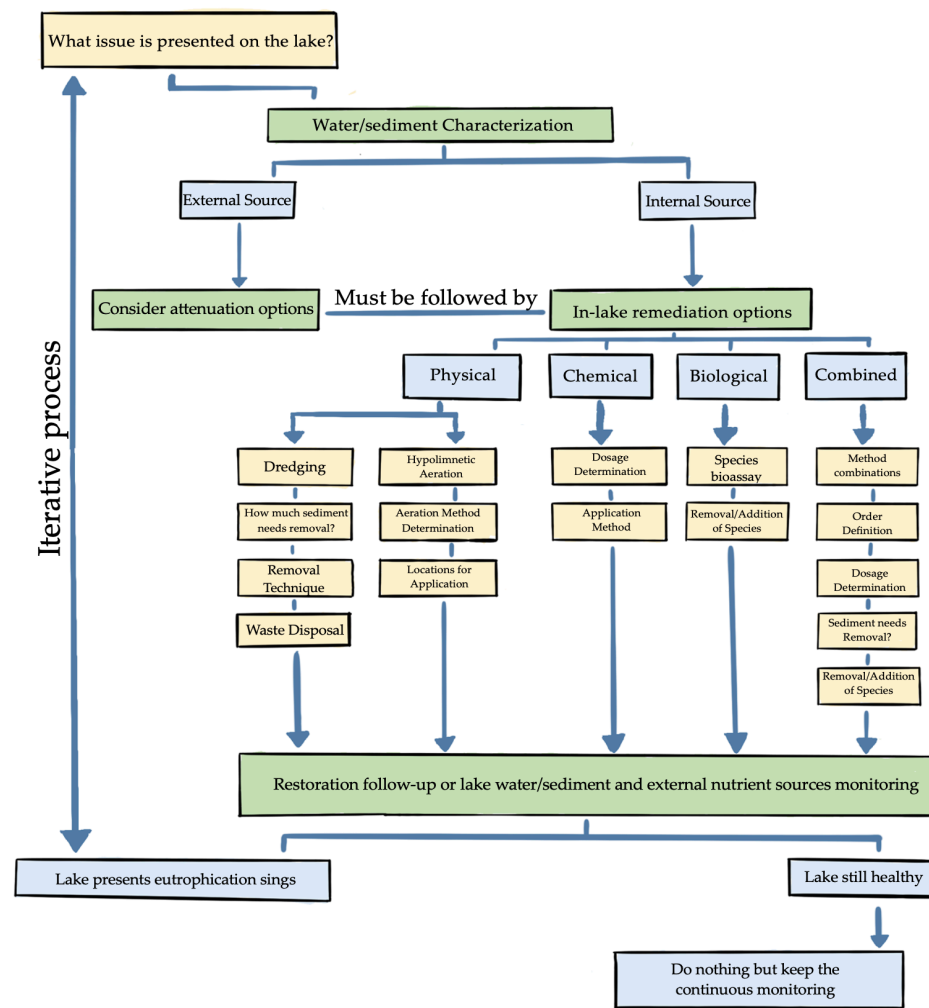 What issue is presented on the lake?
Water/sediment Characterization
External Source
Internal Source
Consider attenuation options
Must be followed by
In-lake remediation options
Iterative process
Physical
Chemical
Biological
Combined
Dredging
Hypolimnetic
Aeration
Dosage
Determination
Species
bioassay
Method
combinations
How much sediment
needs removal?
Aeration Method
Determination
Application
Method
Removal/Addition
of Species
Order
Definition
Removal
Technique
Locations for
Application
Dosage
Determination
Waste Disposal
Sediment needs
Removal?
Removal/Addition
of Species
Restoration follow-up or lake water/sediment and external nutrient sources monitoring
Lake presents eutrophication sings
Lake still healthy
Do nothing but keep the
continuous monitoring